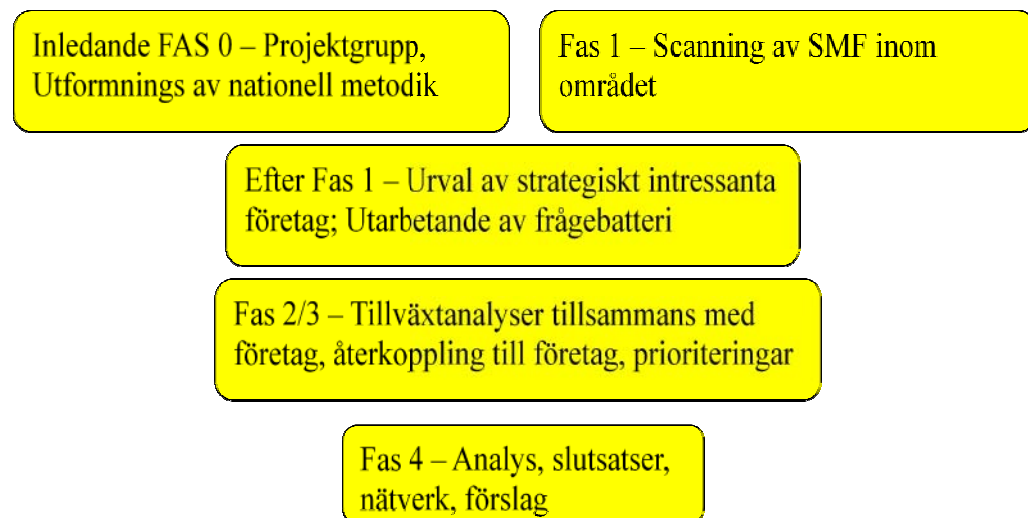 Inledande FAS 0 – Projektgrupp,
Utformnings av nationell metodik
Fas 1 – Scanning av SMF inom
området
Efter Fas 1 – Urval av strategiskt intressanta
företag; Utarbetande av frågebatteri
Fas 2/3 – Tillväxtanalyser tillsammans med
företag, återkoppling till företag, prioriteringar
Fas 4 – Analys, slutsatser,
nätverk, förslag